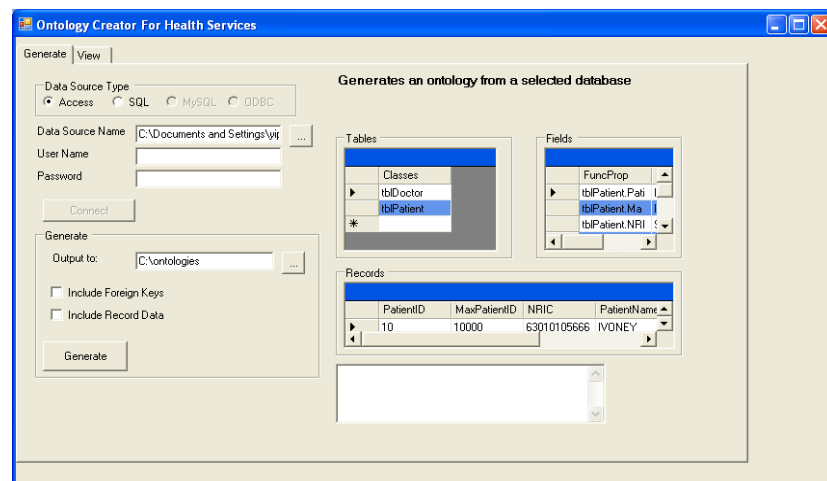 Ontology Creator For Health Services
Generate View
Generates an ontology from a selected database
Data Source Type
Access SQL MySQL ODBC
Data Source Name C:\Documents and Settings\yip ...
User Name
Password
Connect
Generate
Output to: C:\ontologies ...
Include Foreign Keys
Include Record Data
Generate
Tables
Classes
tblDoctor
tblPatient
*
Fields
FuncProp
tblPatient.Pati
tblPatient.Ma
tblPatient.NRI
Records
PatientID MaxPatientID NRIC PatientName
10 10000 63010105666 IVONEY